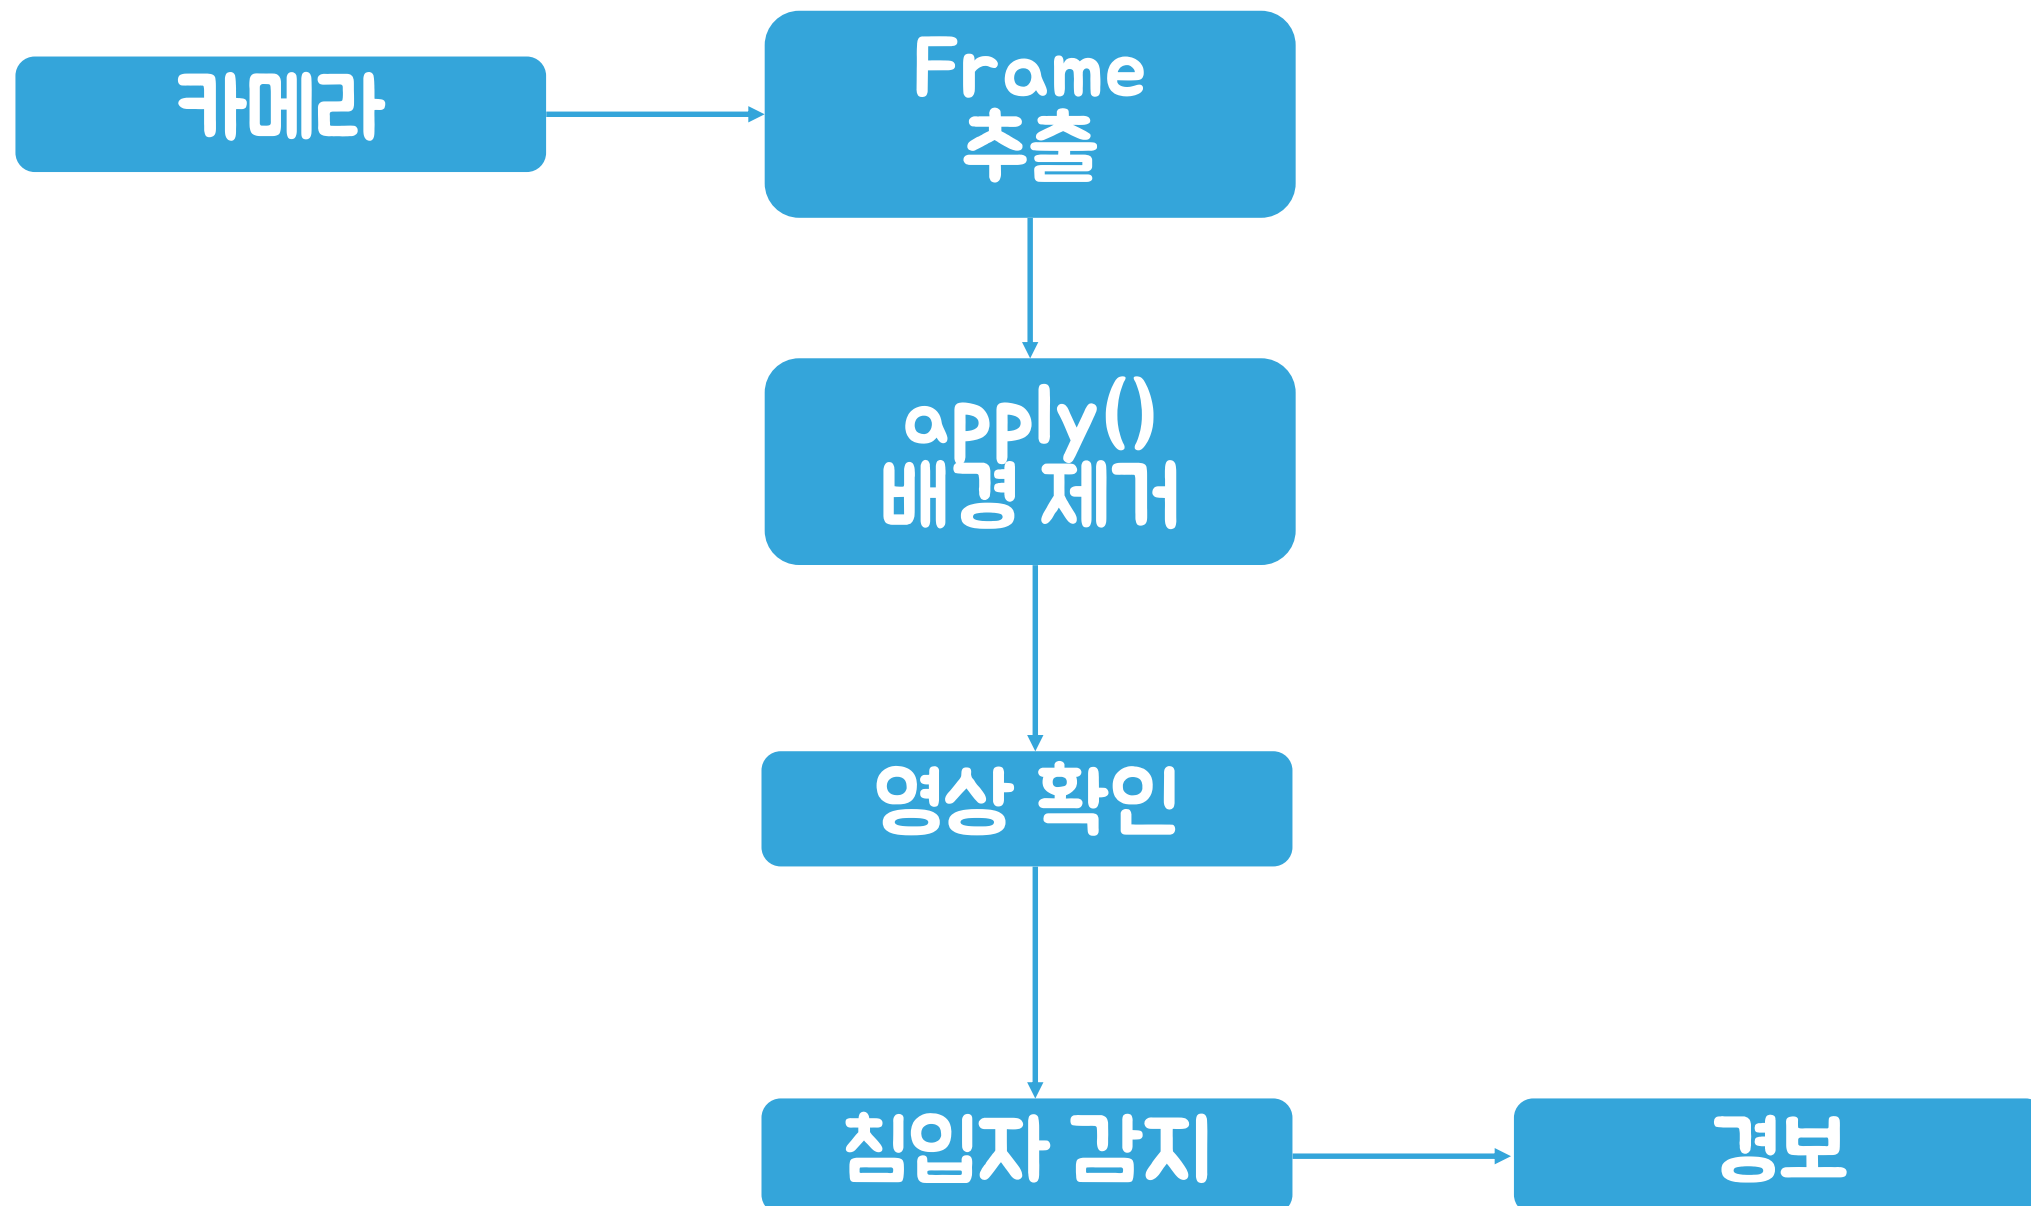 카메라
Frame
추출
apply()
배경 제거
영상 확인
침입자 감지
경보